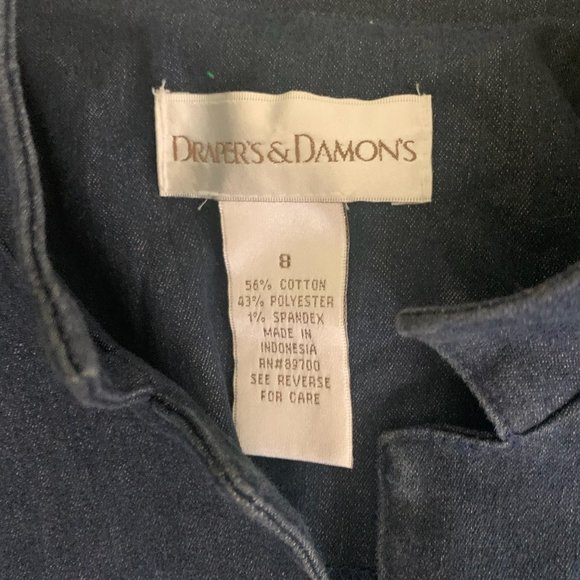 DRAPER'S & DAMON'S
8
56% COTTON
43% POLYESTER
1% SPANDEX
MADE IN
INDONESIA
RN#89700
SEE REVERSE
FOR CARE